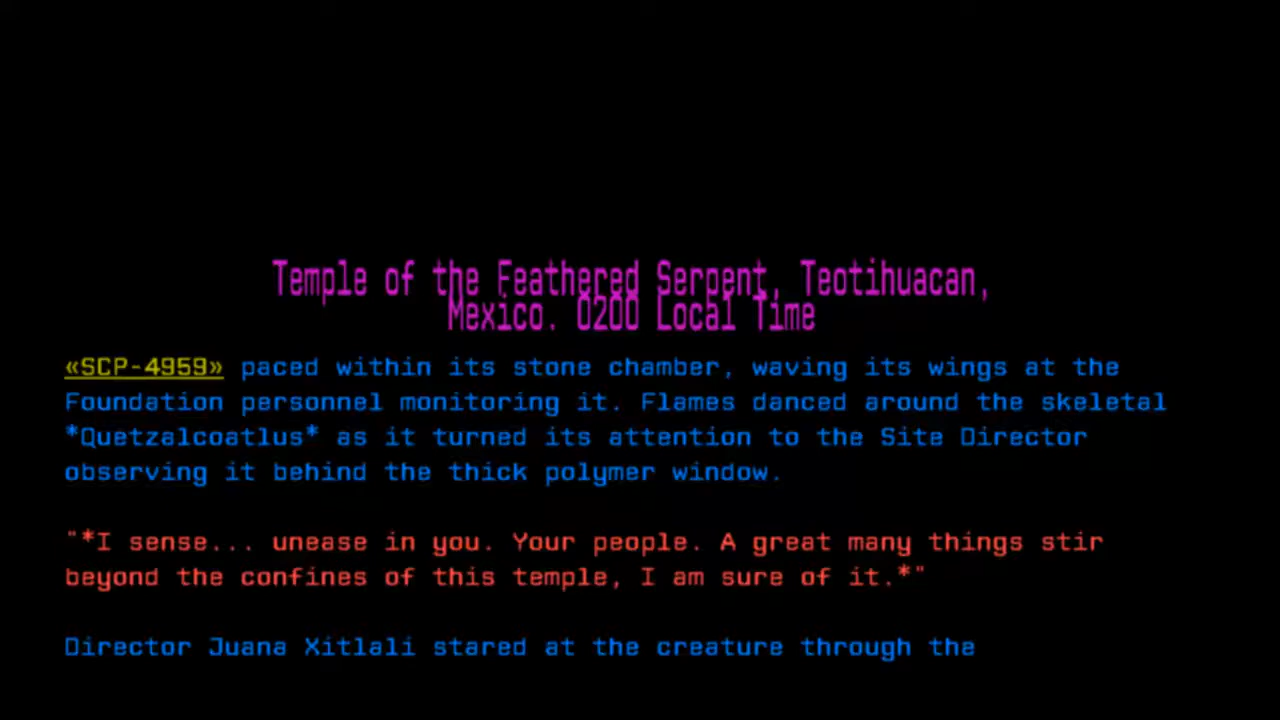 Temple of the Feathered Serpent, Teotihuacan,
Mexico. 0200 Local Time
«SCP-4959» paced within its stone chamber, waving its wings at the
Foundation personnel monitoring it. Flames danced around the skeletal
*Quetzalcoatlus* as it turned its attention to the Site Director
observing it behind the thick polymer window.
"*I sense... unease in you. Your people. A great many things stir
beyond the confines of this temple, I am sure of it.*"
Director Juana Xitlali stared at the creature through the